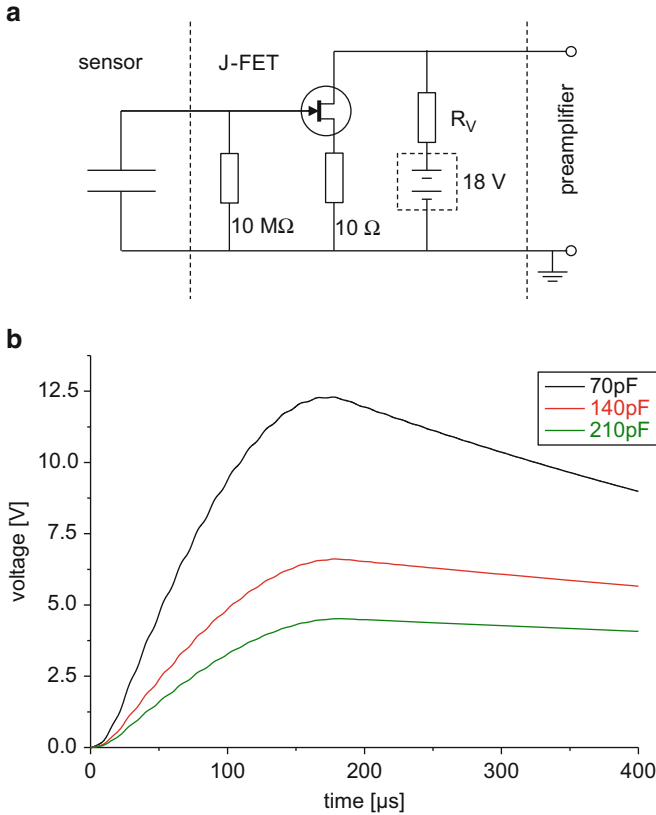 a
sensor
J-FET
R_V
18 V
preamplifier
10 MΩ
10 Ω
b
70pF
140pF
210pF
voltage [V]
12.5
10.0
7.5
5.0
2.5
0.0
0
100
200
300
400
time [µs]